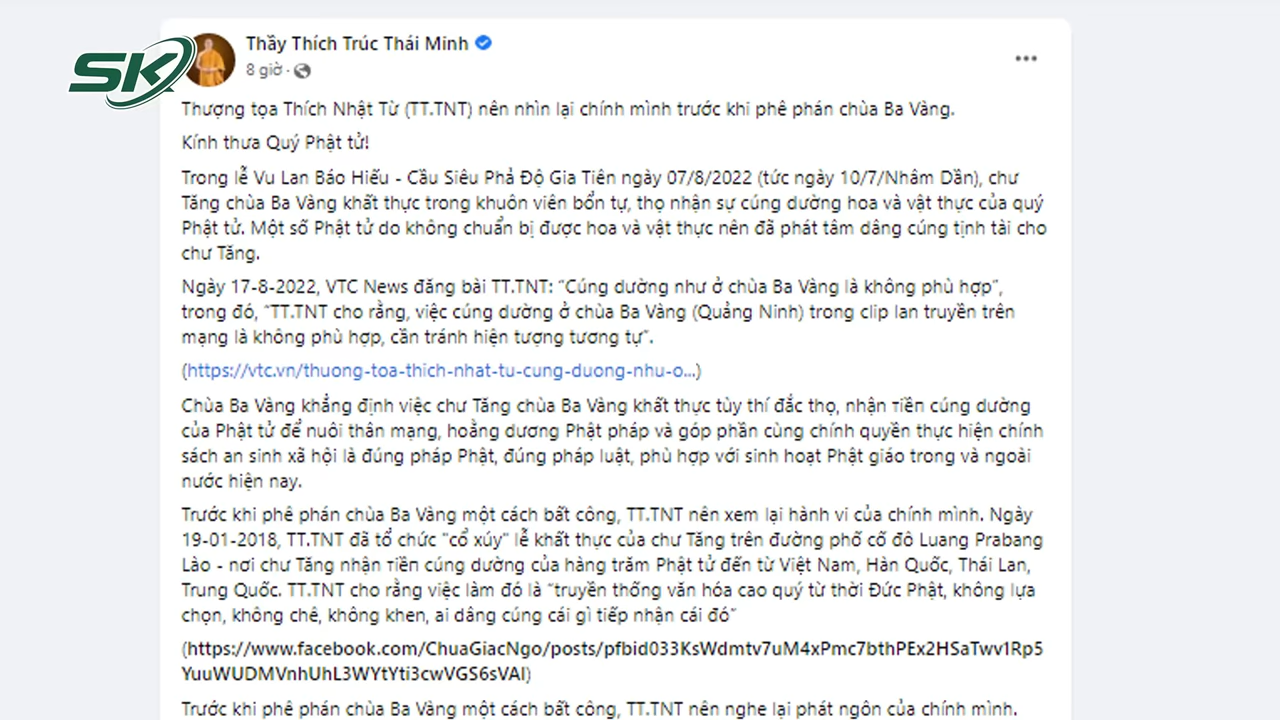 SK
Thầy Thích Trúc Thái Minh
8 giờ ·
Thượng tọa Thích Nhật Từ (TT.TNT) nên nhìn lại chính mình trước khi phê phán chùa Ba Vàng.
Kính thưa Quý Phật tử!
Trong lễ Vu Lan Báo Hiếu - Cầu Siêu Phả Độ Gia Tiên ngày 07/8/2022 (tức ngày 10/7/Nhâm Dần), chư
Tăng chùa Ba Vàng khất thực trong khuôn viên bổn tự, thọ nhận sự cúng dường hoa và vật thực của quý
Phật tử. Một số Phật tử do không chuẩn bị được hoa và vật thực nên đã phát tâm dâng cúng tịnh tài cho
chư Tăng.
Ngày 17-8-2022, VTC News đăng bài TT.TNT: “Cúng dường như ở chùa Ba Vàng là không phù hợp”,
trong đó, “TT.TNT cho rằng, việc cúng dường ở chùa Ba Vàng (Quảng Ninh) trong clip lan truyền trên
mạng là không phù hợp, cần tránh hiện tượng tương tự”.
(https://vtc.vn/thuong-toa-thich-nhat-tu-cung-duong-nhu-o...)
Chùa Ba Vàng khẳng định việc chư Tăng chùa Ba Vàng khất thực tùy thí đắc thọ, nhận тiền cúng dường
của Phật tử để nuôi thân mạng, hoằng dương Phật pháp và góp phần cùng chính quyền thực hiện chính
sách an sinh xã hội là đúng pháp Phật, đúng pháp luật, phù hợp với sinh hoạt Phật giáo trong và ngoài
nước hiện nay.
Trước khi phê phán chùa Ba Vàng một cách bất công, TT.TNT nên xem lại hành vi của chính mình. Ngày
19-01-2018, TT.TNT đã tổ chức "cổ xúy" lễ khất thực của chư Tăng trên đường phố cố đô Luang Prabang
Lào - nơi chư Tăng nhận тiền cúng dường của hàng trăm Phật tử đến từ Việt Nam, Hàn Quốc, Thái Lan,
Trung Quốc. TT.TNT cho rằng việc làm đó là “truyền thống văn hóa cao quý từ thời Đức Phật, không lựa
chọn, không chê, không khen, ai dâng cúng cái gì tiếp nhận cái đó”
(https://www.facebook.com/ChuaGiacNgo/posts/pfbid033KsWdmtv7uM4xPmc7bthPEx2HSaTwv1Rp5
YuuWUDMVnhUhL3WYtYti3cwVGS6sVAl)
Trước khi phê phán chùa Ba Vàng một cách bất công, TT.TNT nên nghe lại phát ngôn của chính mình.